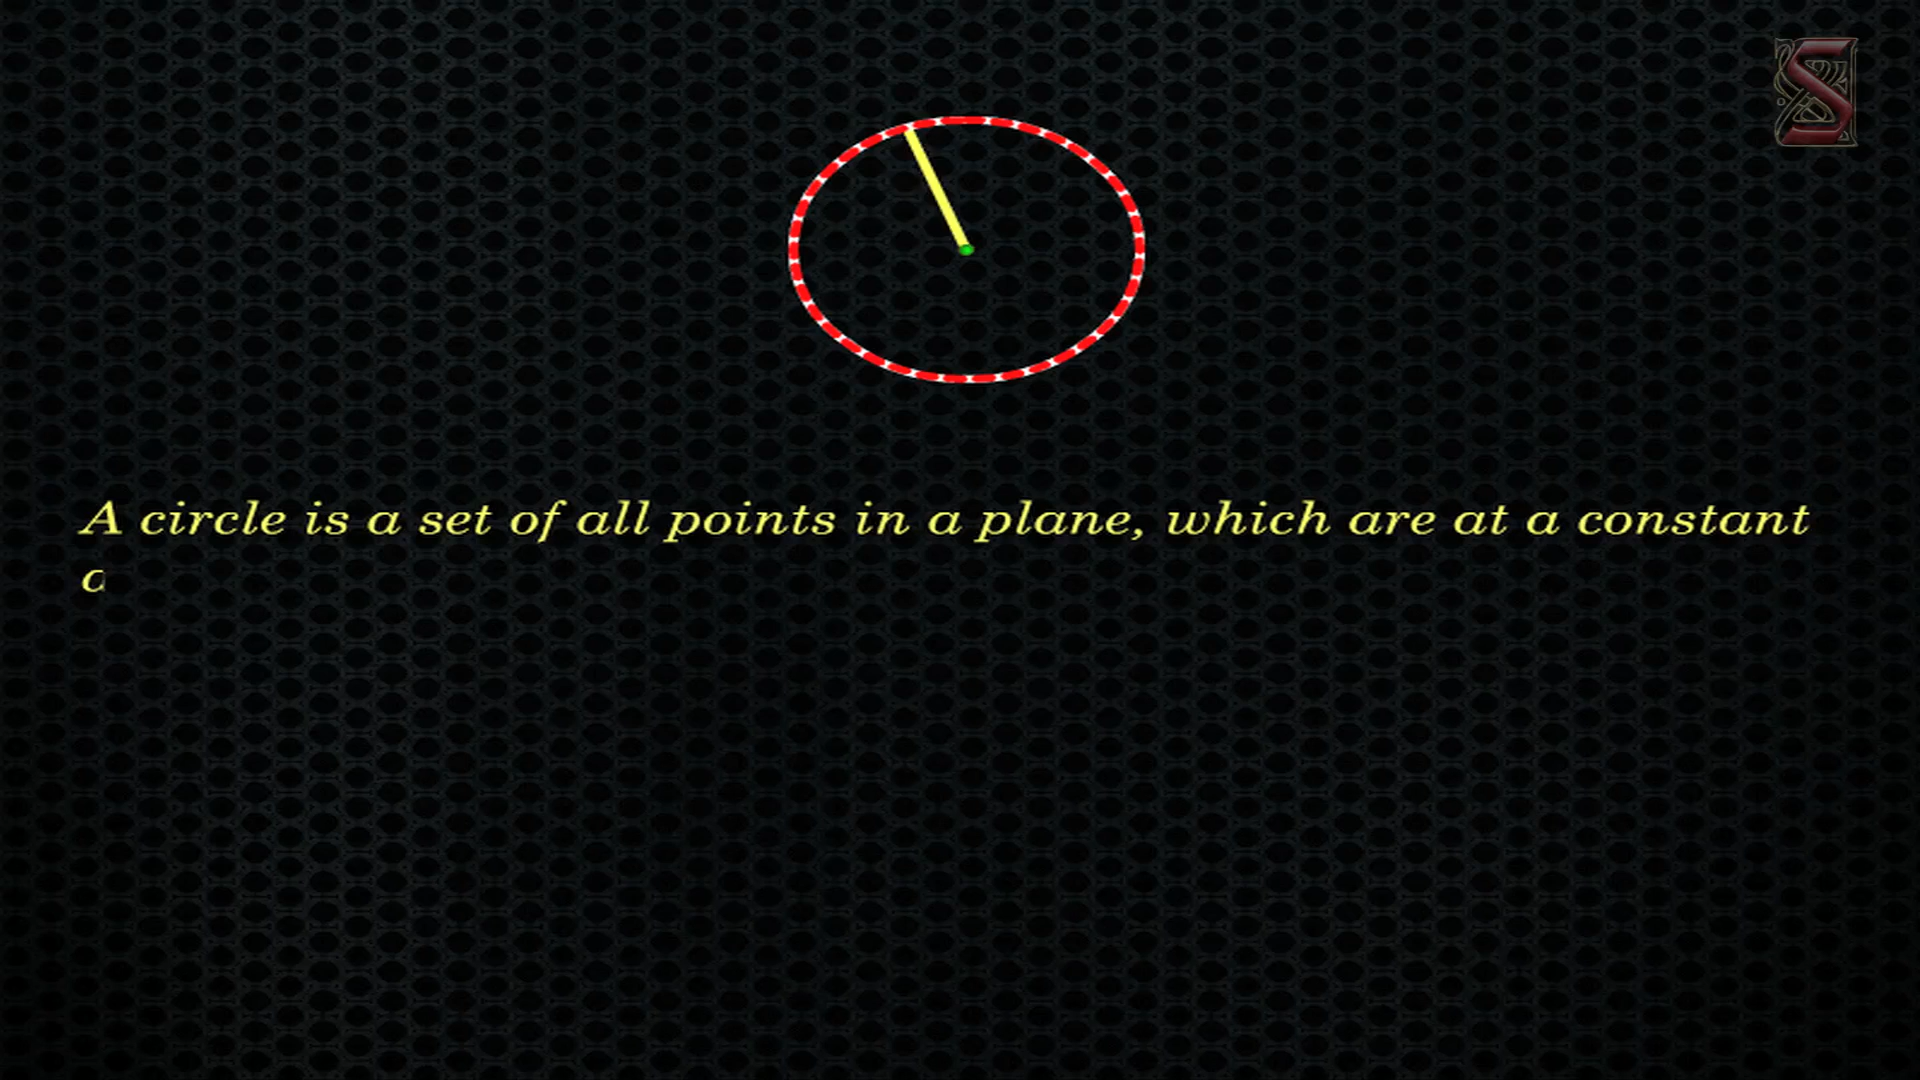 A circle is a set of all points in a plane, which are at a constant
S